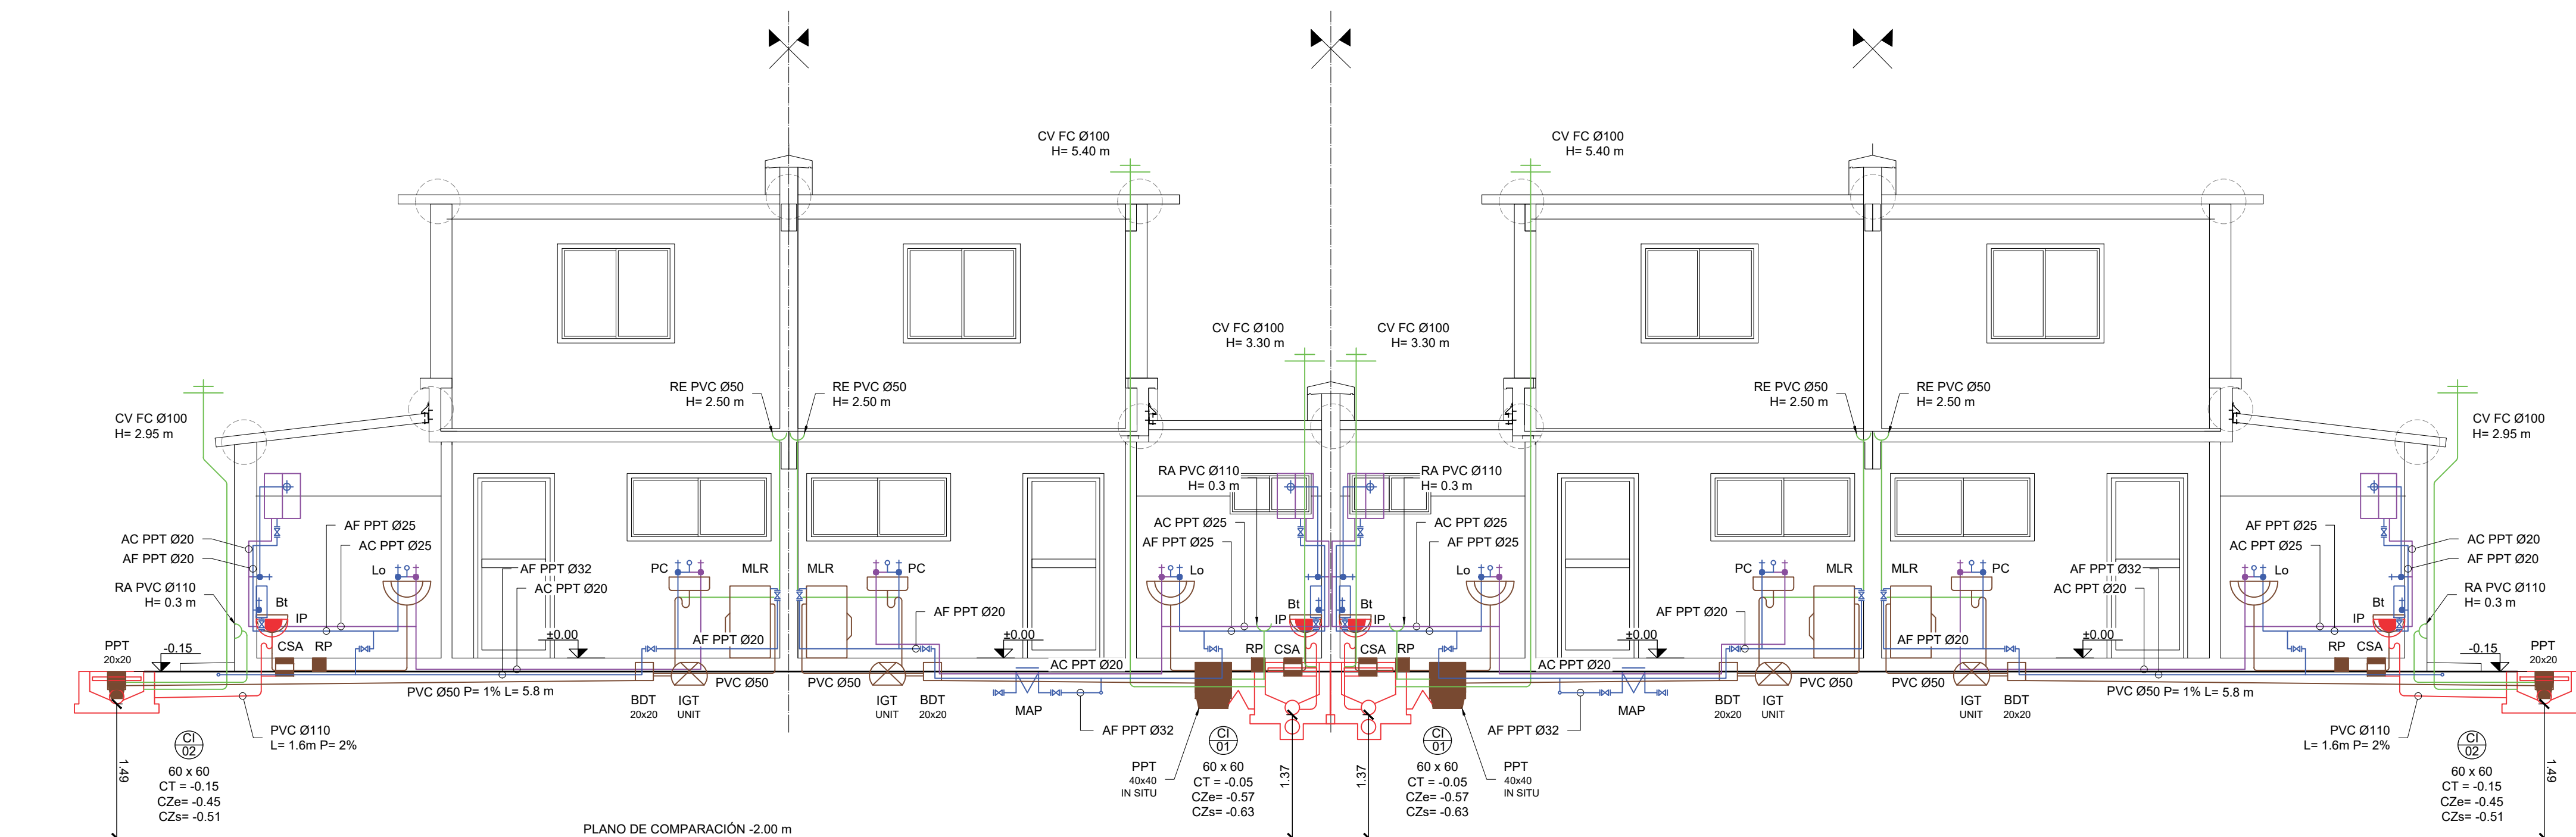 CV FC Ø100
H= 5.40 m
CV FC Ø100
H= 5.40 m
CV FC Ø100
H= 3.30 m
CV FC Ø100
H= 3.30 m
RE PVC Ø50
H= 2.50 m
RE PVC Ø50
H= 2.50 m
RE PVC Ø50
H= 2.50 m
RE PVC Ø50
H= 2.50 m
CV FC Ø100
H= 2.95 m
CV FC Ø100
H= 2.95 m
RA PVC Ø110
H= 0.3 m
RA PVC Ø110
H= 0.3 m
AC PPT Ø20
AF PPT Ø20
RA PVC Ø110
H= 0.3 m
AF PPT Ø25
AC PPT Ø25
Lo
Bt
IP
CSA
RP
AF PPT Ø32
AC PPT Ø20
PC
MLR
MLR
PC
AF PPT Ø20
AF PPT Ø20
±0.00
±0.00
AC PPT Ø25
AF PPT Ø25
Lo
Bt
IP
RP
CSA
AC PPT Ø20
AC PPT Ø25
AF PPT Ø25
Lo
Bt
IP
CSA
RP
AC PPT Ø20
AF PPT Ø20
PC
MLR
MLR
PC
AF PPT Ø20
±0.00
±0.00
AF PPT Ø32
AC PPT Ø20
AF PPT Ø25
AC PPT Ø25
Lo
Bt
IP
RP
CSA
AC PPT Ø20
AF PPT Ø20
RA PVC Ø110
H= 0.3 m
PPT
20x20
-0.15
-0.15
PPT
20x20
PVC Ø50 P= 1% L= 5.8 m
BDT
20x20
IGT
UNIT
PVC Ø50
PVC Ø50
IGT
UNIT
BDT
20x20
MAP
AF PPT Ø32
AF PPT Ø32
MAP
BDT
20x20
IGT
UNIT
PVC Ø50
PVC Ø50
IGT
UNIT
BDT
20x20
PVC Ø50 P= 1% L= 5.8 m
PVC Ø110
L= 1.6m P= 2%
PVC Ø110
L= 1.6m P= 2%
1.49
CI
02
60 x 60
CT = -0.15
CZe= -0.45
CZs= -0.51
PPT
40x40
IN SITU
CI
01
60 x 60
CT = -0.05
CZe= -0.57
CZs= -0.63
1.37
1.37
CI
01
60 x 60
CT = -0.05
CZe= -0.57
CZs= -0.63
PPT
40x40
IN SITU
CI
02
60 x 60
CT = -0.15
CZe= -0.45
CZs= -0.51
1.49
PLANO DE COMPARACIÓN -2.00 m